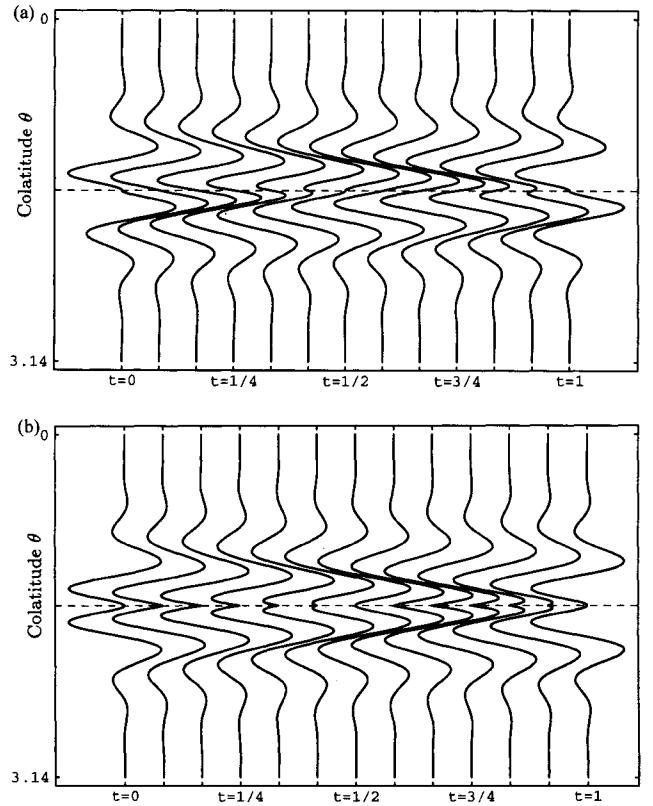 (a)
0
Colatitude θ
3.14
t=0 t=1/4 t=1/2 t=3/4 t=1
(b)
0
Colatitude θ
3.14
t=0 t=1/4 t=1/2 t=3/4 t=1